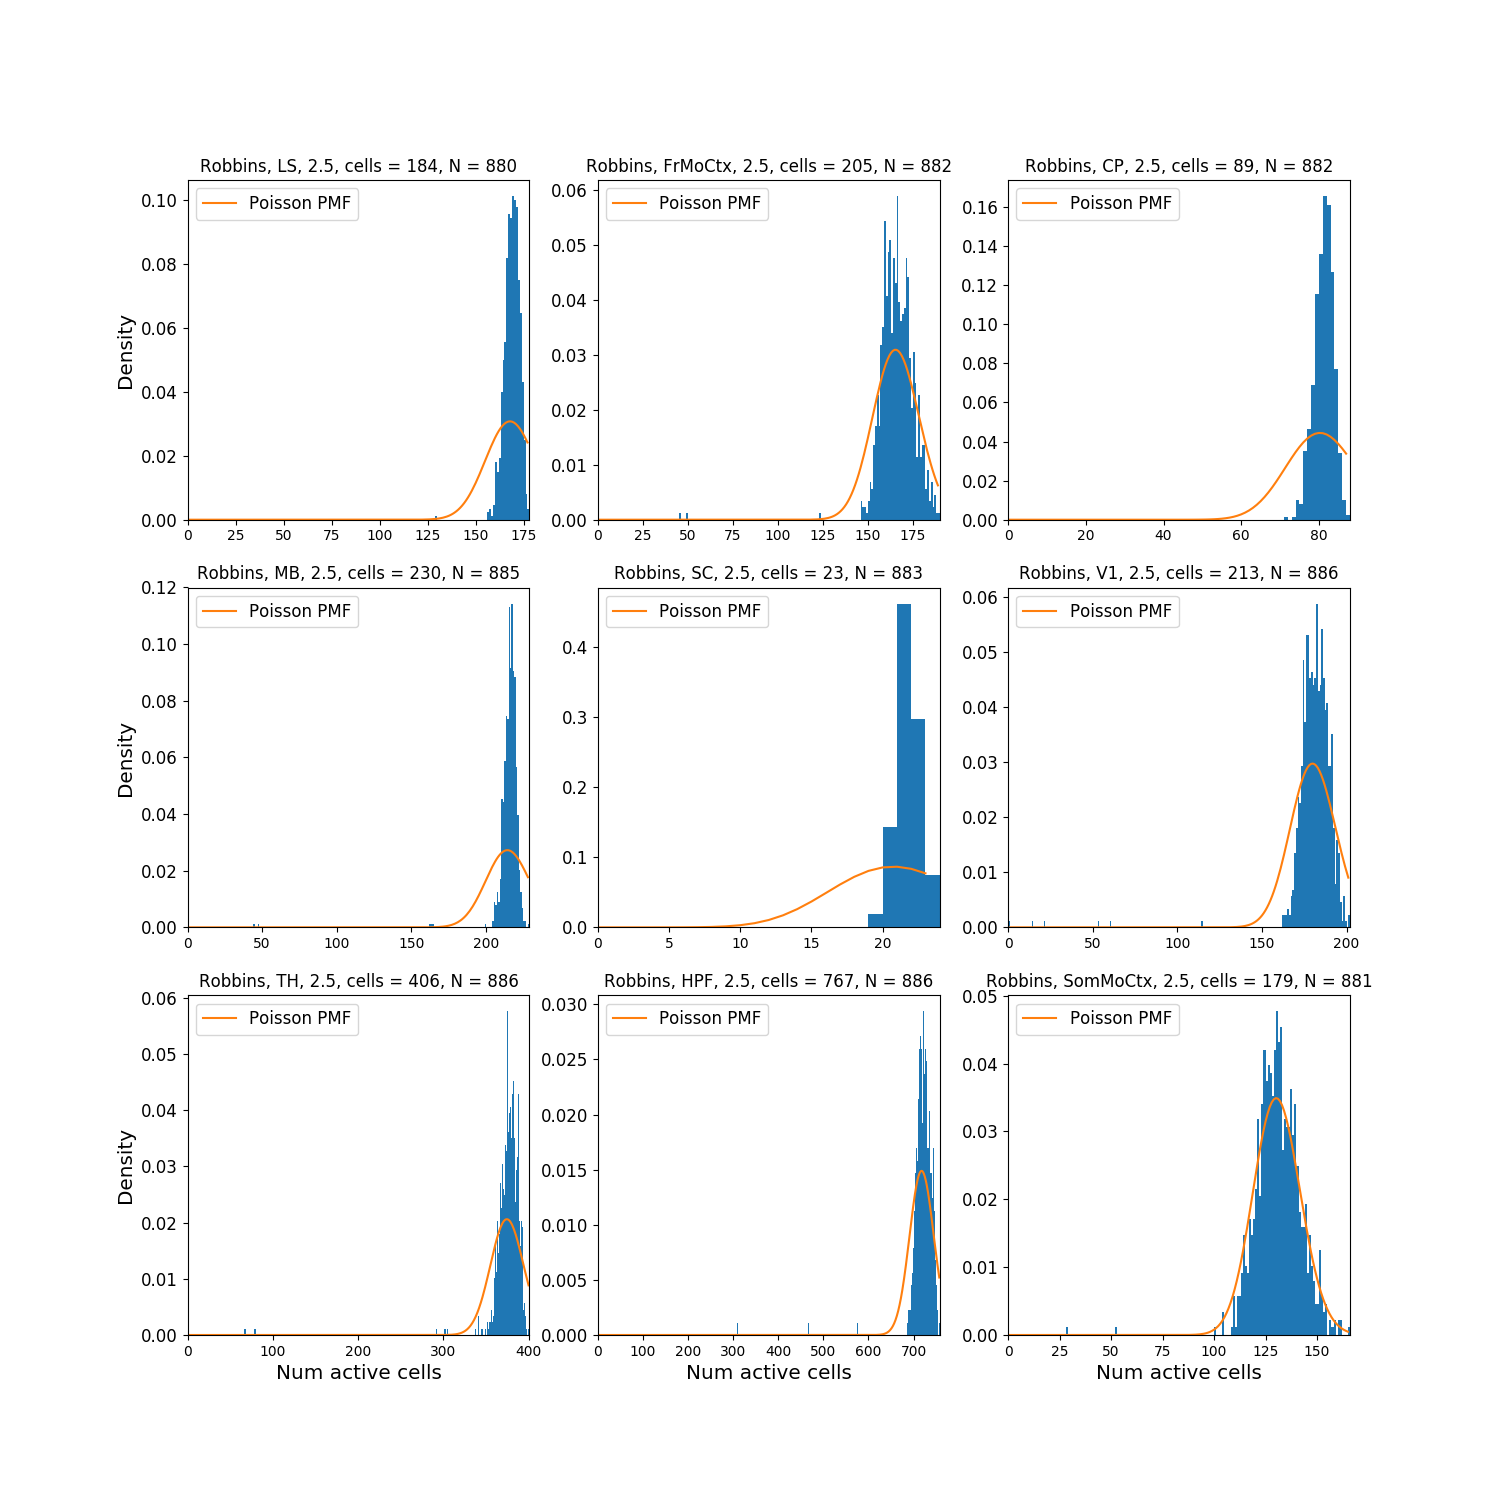 Robbins, LS, 2.5, cells = 184, N = 880
Robbins, FrMoCtx, 2.5, cells = 205, N = 882
Robbins, CP, 2.5, cells = 89, N = 882
Poisson PMF
Poisson PMF
Poisson PMF
Density
0.10
0.08
0.06
0.04
0.02
0.00
0 25 50 75 100 125 150 175
0.06
0.05
0.04
0.03
0.02
0.01
0.00
0 25 50 75 100 125 150 175
0.16
0.14
0.12
0.10
0.08
0.06
0.04
0.02
0.00
0 20 40 60 80
Robbins, MB, 2.5, cells = 230, N = 885
Robbins, SC, 2.5, cells = 23, N = 883
Robbins, V1, 2.5, cells = 213, N = 886
Poisson PMF
Poisson PMF
Poisson PMF
Density
0.12
0.10
0.08
0.06
0.04
0.02
0.00
0 50 100 150 200
0.4
0.3
0.2
0.1
0.0
0 5 10 15 20
0.06
0.05
0.04
0.03
0.02
0.01
0.00
0 50 100 150 200
Robbins, TH, 2.5, cells = 406, N = 886
Robbins, HPF, 2.5, cells = 767, N = 886
Robbins, SomMoCtx, 2.5, cells = 179, N = 881
Poisson PMF
Poisson PMF
Poisson PMF
Density
0.06
0.05
0.04
0.03
0.02
0.01
0.00
0 100 200 300 400
Num active cells
0.030
0.025
0.020
0.015
0.010
0.005
0.000
0 100 200 300 400 500 600 700
Num active cells
0.05
0.04
0.03
0.02
0.01
0.00
0 25 50 75 100 125 150
Num active cells